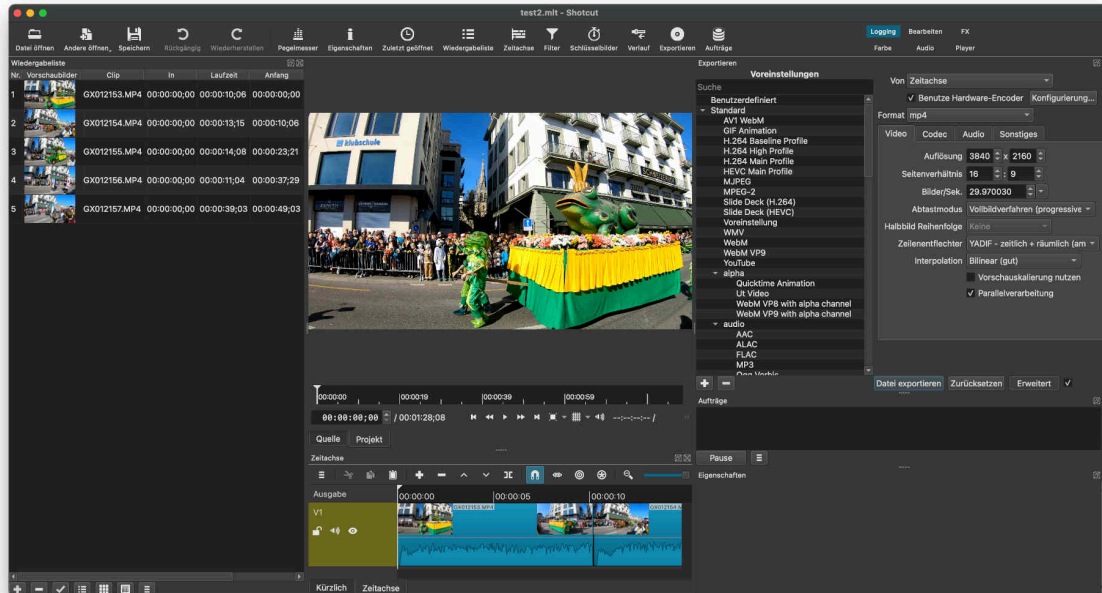 test2.mlt - Shotcut
Datei öffnen Andere öffnen_ Speichern Rückgängig Wiederherstellen Pegelmesser Eigenschaften Zuletzt geöffnet Wiedergabeliste Zeitachse Filter Schlüsselbilder Verlauf Exportieren Aufträge
Logging Bearbeiten FX
Farbe Audio Player
Wiedergabeliste
Nr. Vorschaubilder Clip In Laufzeit Anfang
1 GX012153.MP4 00:00:00;00 00:00:10;06 00:00:00;00
2 GX012154.MP4 00:00:00;00 00:00:13;15 00:00:10;06
3 GX012155.MP4 00:00:00;00 00:00:14;08 00:00:23;21
4 GX012156.MP4 00:00:00;00 00:00:11;04 00:00:37;29
5 GX012157.MP4 00:00:00;00 00:00:39;03 00:00:49;03
klubschule
00:00:00 00:00:19 00:00:39 00:00:59
00:00:00;00 / 00:01:28;08 --:--:--:-- /
Quelle Projekt
Zeitachse
Ausgabe 00:00:00 00:00:05 00:00:10
V1 GX012153.MP4 GX012154.M
Kürzlich Zeitachse
Exportieren
Voreinstellungen
Suche
Benutzerdefiniert
Standard
AV1 WebM
GIF Animation
H.264 Baseline Profile
H.264 High Profile
H.264 Main Profile
HEVC Main Profile
MJPEG
MPEG-2
Slide Deck (H.264)
Slide Deck (HEVC)
Voreinstellung
WMV
WebM
WebM VP9
YouTube
alpha
Quicktime Animation
Ut Video
WebM VP8 with alpha channel
WebM VP9 with alpha channel
audio
AAC
ALAC
FLAC
MP3
Ogg Vorbis
Von Zeitachse
Benutze Hardware-Encoder Konfigurierung...
Format mp4
Video Codec Audio Sonstiges
Auflösung 3840 x 2160
Seitenverhältnis 16 : 9
Bilder/Sek. 29.970030
Abtastmodus Vollbildverfahren (progressive
Halbbild Reihenfolge Keine
Zeilenentflechter YADIF - zeitlich + räumlich (am
Interpolation Bilinear (gut)
Vorschauskalierung nutzen
Parallelverarbeitung
Datei exportieren Zurücksetzen Erweitert
Aufträge
Pause
Eigenschaften